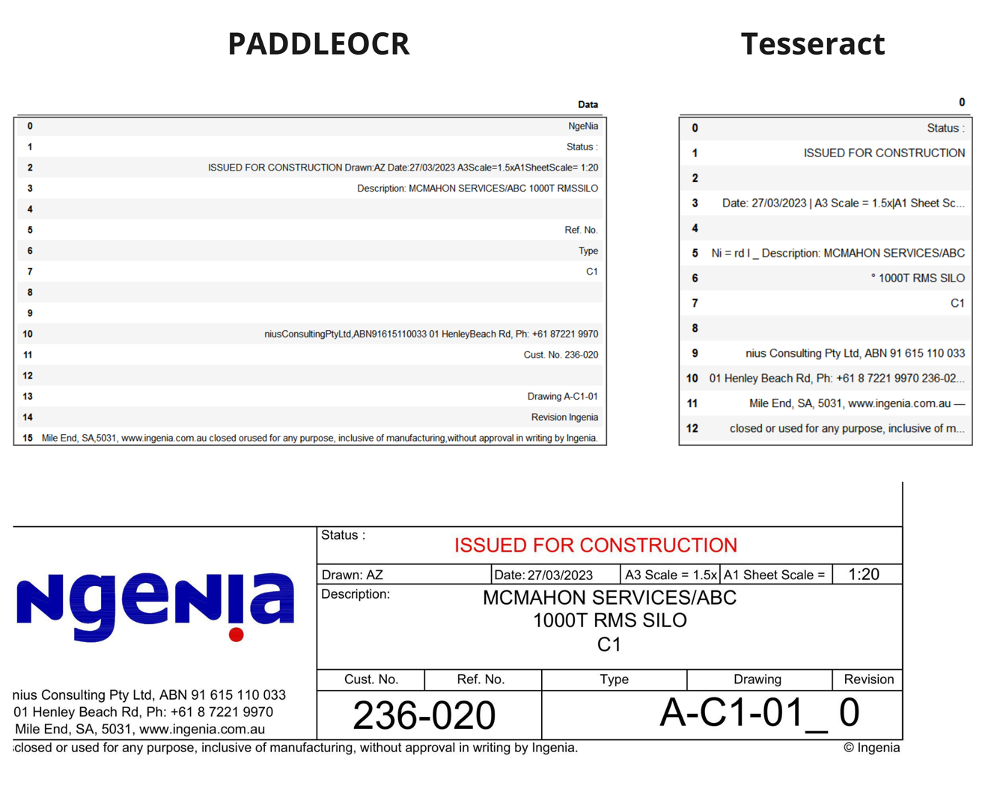 PADDLEOCR
Data
0 NgeNia
1 Status :
2 ISSUED FOR CONSTRUCTION Drawn:AZ Date:27/03/2023 A3Scale=1.5xA1SheetScale= 1:20
3 Description: MCMAHON SERVICES/ABC 1000T RMSSILO
4
5 Ref. No.
6 Type
7 C1
8
9
10 niusConsultingPtyLtd,ABN91615110033 01 HenleyBeach Rd, Ph: +61 87221 9970
11 Cust. No. 236-020
12
13 Drawing A-C1-01
14 Revision Ingenia
15 Mile End, SA,5031, www.ingenia.com.au closed orused for any purpose, inclusive of manufacturing,without approval in writing by Ingenia.
Tesseract
0
0 Status :
1 ISSUED FOR CONSTRUCTION
2
3 Date: 27/03/2023 | A3 Scale = 1.5x|A1 Sheet Sc...
4
5 Ni = rd I _ Description: MCMAHON SERVICES/ABC
6 ° 1000T RMS SILO
7 C1
8
9 nius Consulting Pty Ltd, ABN 91 615 110 033
10 01 Henley Beach Rd, Ph: +61 8 7221 9970 236-02...
11 Mile End, SA, 5031, www.ingenia.com.au —
12 closed or used for any purpose, inclusive of m...
ngenia
nius Consulting Pty Ltd, ABN 91 615 110 033
01 Henley Beach Rd, Ph: +61 8 7221 9970
Mile End, SA, 5031, www.ingenia.com.au
Status :
ISSUED FOR CONSTRUCTION
Drawn: AZ Date: 27/03/2023 A3 Scale = 1.5x A1 Sheet Scale = 1:20
Description: MCMAHON SERVICES/ABC
1000T RMS SILO
C1
Cust. No. Ref. No. Type Drawing Revision
236-020 A-C1-01_ 0
closed or used for any purpose, inclusive of manufacturing, without approval in writing by Ingenia.
© Ingenia